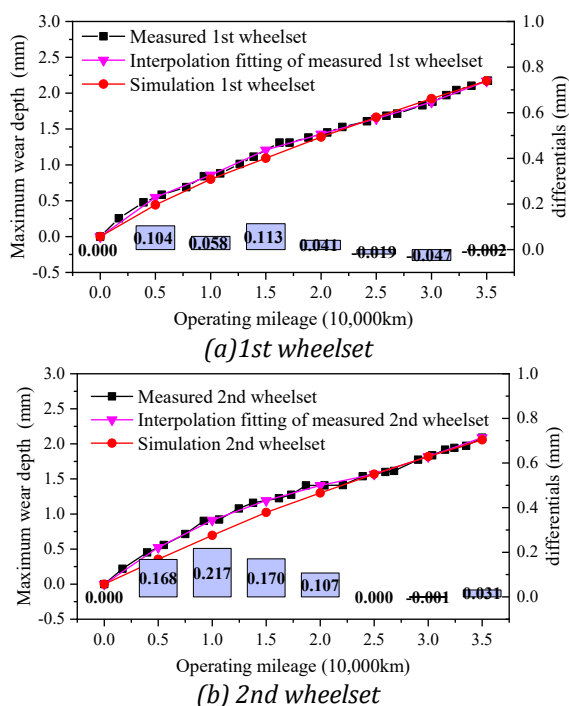 Measured 1st wheelset
Interpolation fitting of measured 1st wheelset
Simulation 1st wheelset
Maximum wear depth (mm)
3.0
2.5
2.0
1.5
1.0
0.5
0.0
-0.5
1.0
0.8
0.6
0.4
0.2
0.0
differentials (mm)
0.000
0.104
0.058
0.113
0.041
-0.019
-0.047
-0.002
0.0 0.5 1.0 1.5 2.0 2.5 3.0 3.5
Operating mileage (10,000km)
(a)1st wheelset
Measured 2nd wheelset
Interpolation fitting of measured 2nd wheelset
Simulation 2nd wheelset
Maximum wear depth (mm)
3.0
2.5
2.0
1.5
1.0
0.5
0.0
-0.5
1.0
0.8
0.6
0.4
0.2
0.0
differentials (mm)
0.000
0.168
0.217
0.170
0.107
0.000
-0.001
0.031
0.0 0.5 1.0 1.5 2.0 2.5 3.0 3.5
Operating mileage (10,000km)
(b) 2nd wheelset